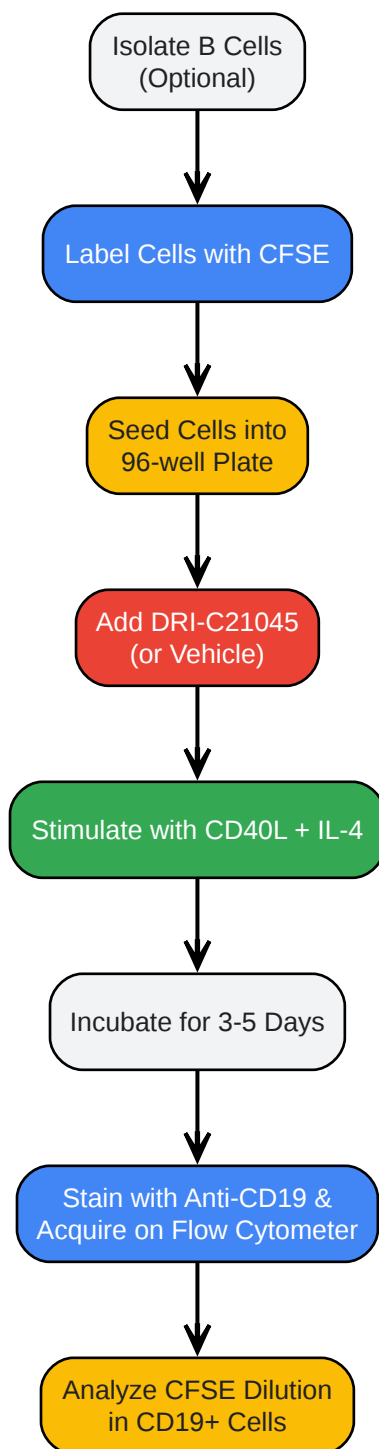 Isolate B Cells
(Optional)
Label Cells with CFSE
Seed Cells into
96-well Plate
Add DRI-C21045
(or Vehicle)
Stimulate with CD40L + IL-4
Incubate for 3-5 Days
Stain with Anti-CD19 &
Acquire on Flow Cytometer
Analyze CFSE Dilution
in CD19+ Cells